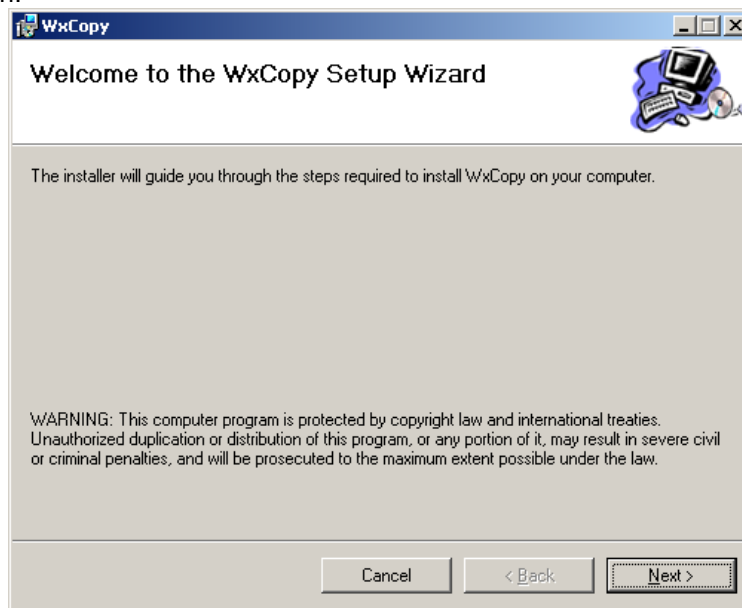 WxCopy
Welcome to the WxCopy Setup Wizard
The installer will guide you through the steps required to install WxCopy on your computer.
WARNING: This computer program is protected by copyright law and international treaties.
Unauthorized duplication or distribution of this program, or any portion of it, may result in severe civil
or criminal penalties, and will be prosecuted to the maximum extent possible under the law.
Cancel
< Back
Next >